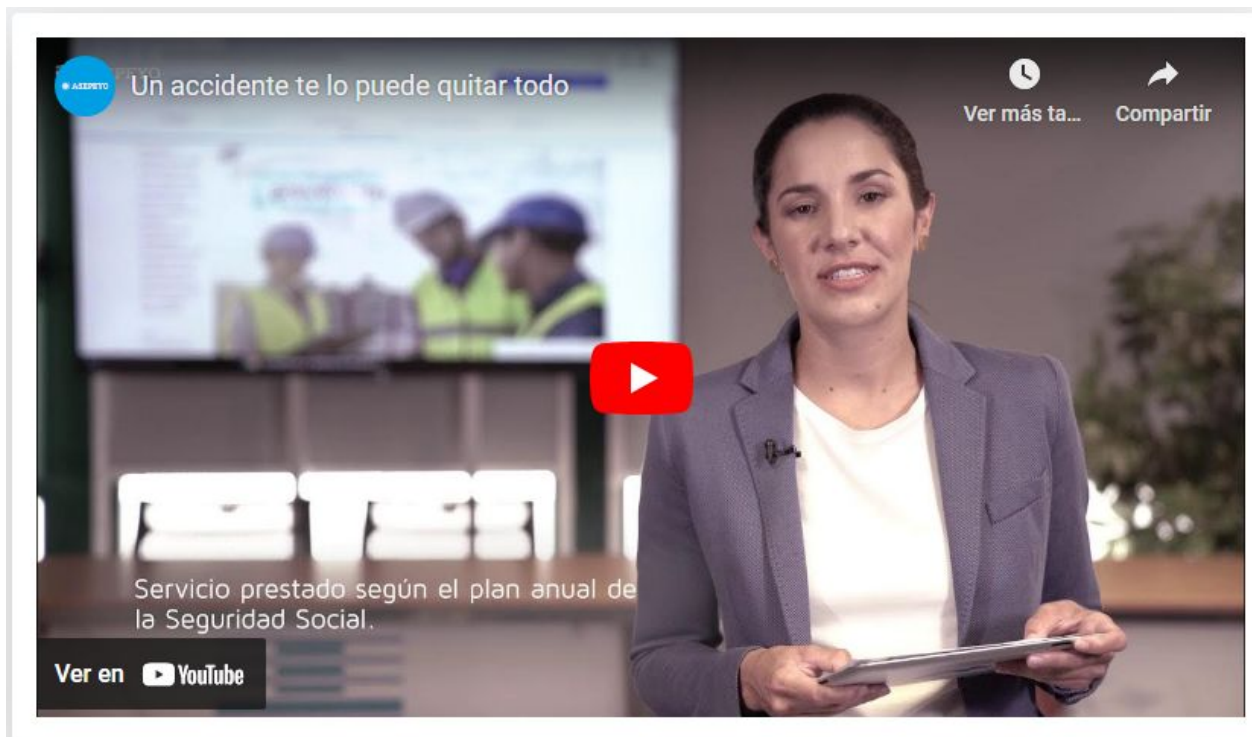 ASEPEYO
Un accidente te lo puede quitar todo
Ver más ta...
Compartir
Servicio prestado según el plan anual de
la Seguridad Social.
Ver en YouTube